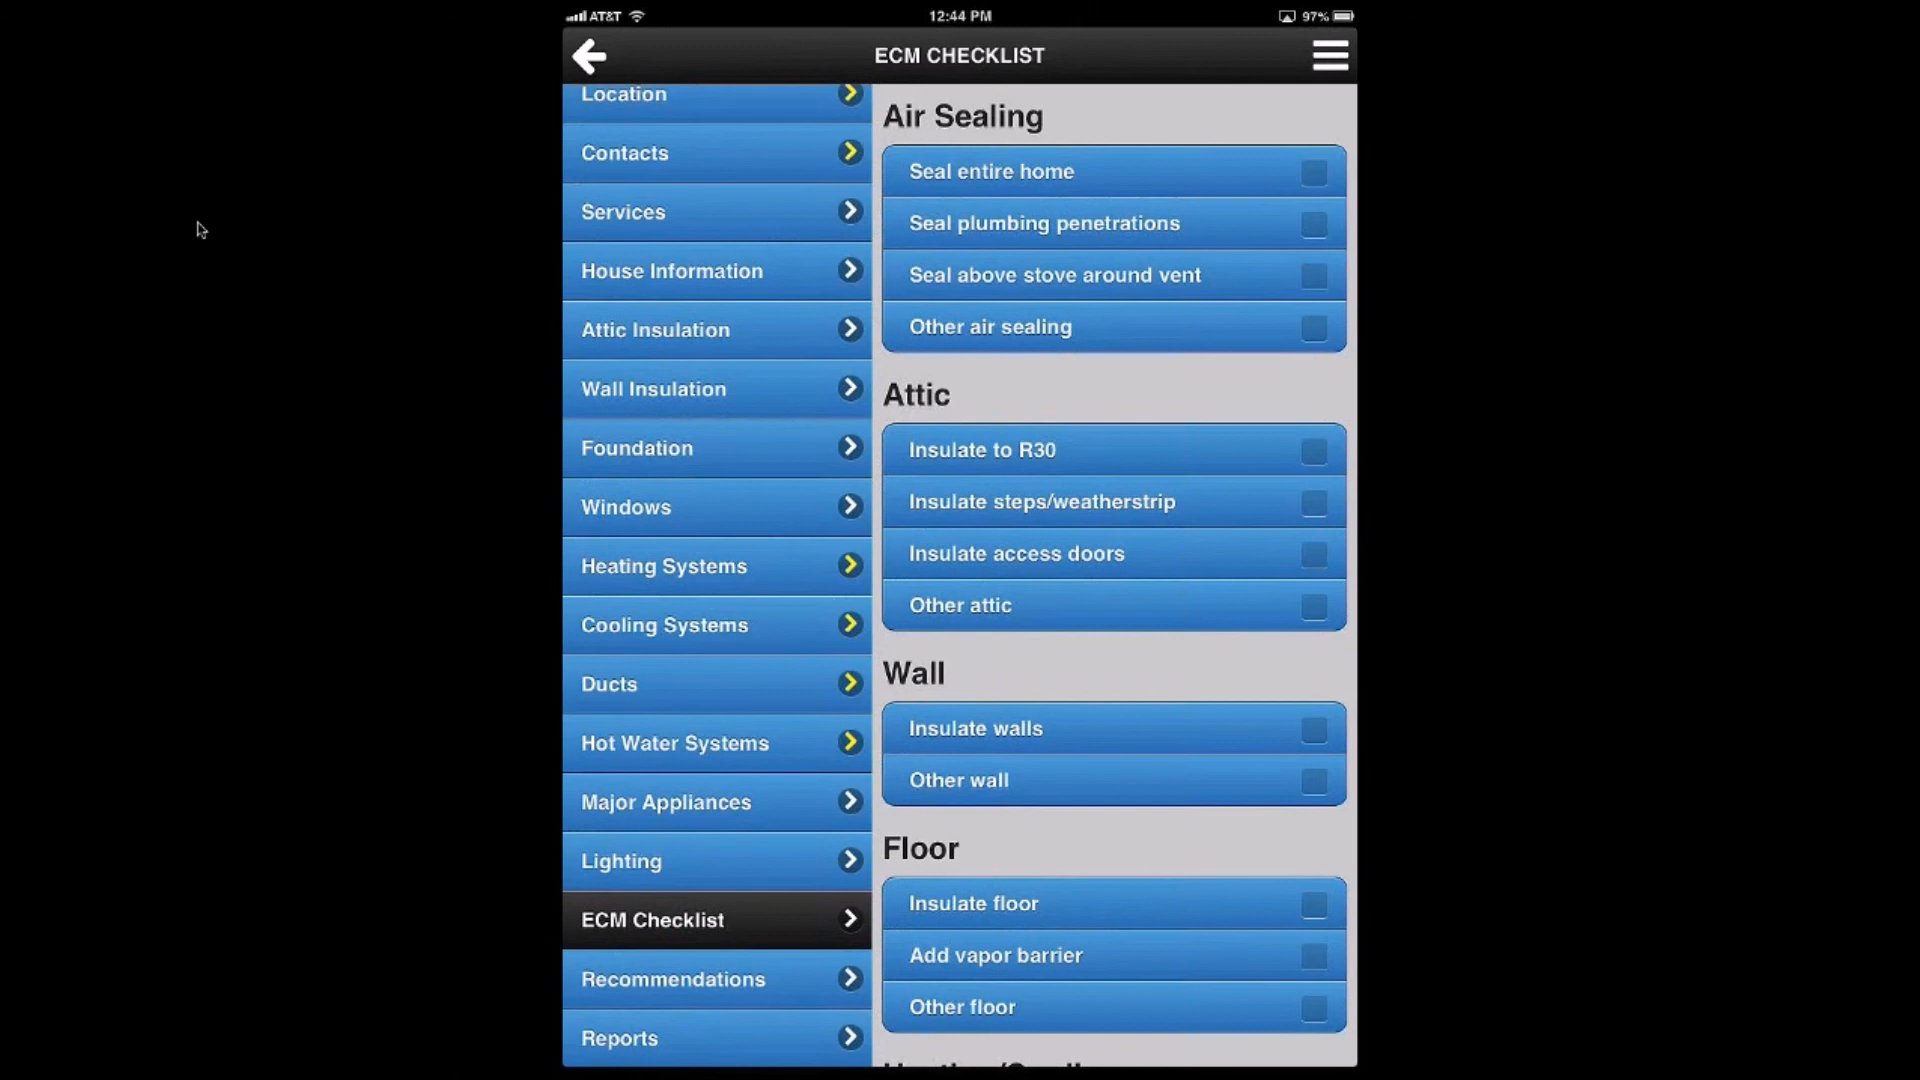 AT&T 12:44 PM 97%
ECM CHECKLIST
Location
Contacts
Services
House Information
Attic Insulation
Wall Insulation
Foundation
Windows
Heating Systems
Cooling Systems
Ducts
Hot Water Systems
Major Appliances
Lighting
ECM Checklist
Recommendations
Reports
Air Sealing
Seal entire home
Seal plumbing penetrations
Seal above stove around vent
Other air sealing
Attic
Insulate to R30
Insulate steps/weatherstrip
Insulate access doors
Other attic
Wall
Insulate walls
Other wall
Floor
Insulate floor
Add vapor barrier
Other floor